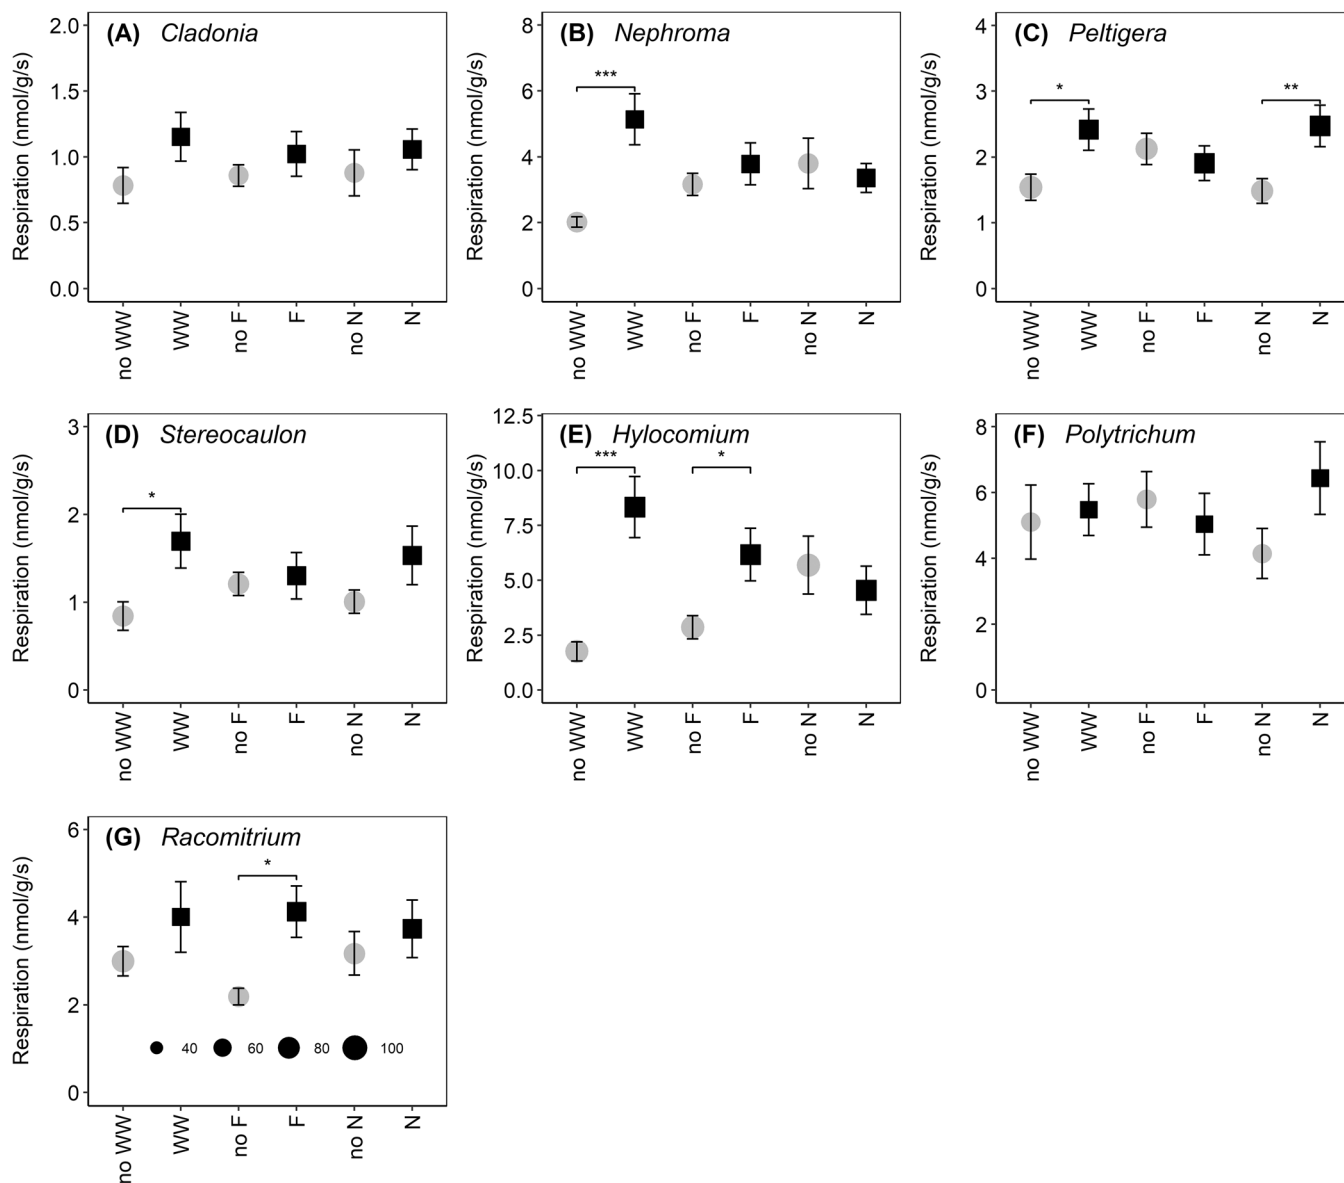 (A) Cladonia
Respiration (nmol/g/s)
2.0
1.5
1.0
0.5
0.0
no WW
WW
no F
F
no N
N
(B) Nephroma
Respiration (nmol/g/s)
8
6
4
2
0
***
no WW
WW
no F
F
no N
N
(C) Peltigera
Respiration (nmol/g/s)
4
3
2
1
0
*
**
no WW
WW
no F
F
no N
N
(D) Stereocaulon
Respiration (nmol/g/s)
3
2
1
0
*
no WW
WW
no F
F
no N
N
(E) Hylocomium
Respiration (nmol/g/s)
12.5
10.0
7.5
5.0
2.5
0.0
***
*
no WW
WW
no F
F
no N
N
(F) Polytrichum
Respiration (nmol/g/s)
8
6
4
2
0
no WW
WW
no F
F
no N
N
(G) Racomitrium
Respiration (nmol/g/s)
6
4
2
0
*
40 60 80 100
no WW
WW
no F
F
no N
N